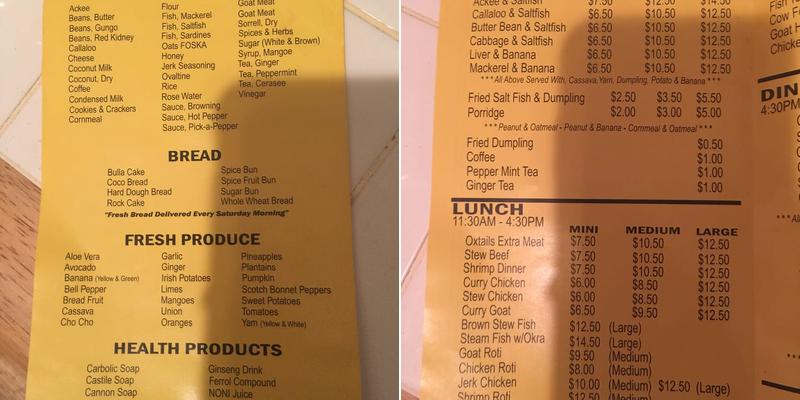 Ackee
Beans, Butter
Beans, Gungo
Beans, Red Kidney
Callaloo
Cheese
Coconut Milk
Coconut, Dry
Coffee
Condensed Milk
Cookies & Crackers
Cornmeal
Flour
Fish, Mackerel
Fish, Saltfish
Fish, Sardines
Oats FOSKA
Honey
Jerk Seasoning
Ovaltine
Rice
Rose Water
Sauce, Browning
Sauce, Hot Pepper
Sauce, Pick-a-Pepper
Goat Head
Goat Meat
Sorrell, Dry
Spices & Herbs
Sugar (White & Brown)
Syrup, Mango
Tea, Ginger
Tea, Peppermint
Tea, Cerasee
Vinegar
BREAD
Bulla Cake
Coco Bread
Hard Dough Bread
Rock Cake
Spice Bun
Spice Fruit Bun
Sugar Bun
Whole Wheat Bread
"Fresh Bread Delivered Every Saturday Morning"
FRESH PRODUCE
Aloe Vera
Avocado
Banana (Yellow & Green)
Bell Pepper
Bread Fruit
Cassava
Cho Cho
Garlic
Ginger
Irish Potatoes
Limes
Mangoes
Union
Oranges
Pineapples
Plantains
Pumpkin
Scotch Bonnet Peppers
Sweet Potatoes
Tomatoes
Yam (Yellow & White)
HEALTH PRODUCTS
Carbolic Soap
Castile Soap
Cannon Soap
Ginseng Drink
Ferrol Compound
NONI Juice
Ackee & Saltfish $7.50 $12.50 $14.50
Callaloo & Saltfish $6.50 $10.50 $12.50
Butter Bean & Saltfish $6.50 $10.50 $12.50
Cabbage & Saltfish $6.50 $10.50 $12.50
Liver & Banana $6.50 $10.50 $12.50
Mackerel & Banana $6.50 $10.50 $12.50
***All Above Served With, Cassava, Yam, Dumpling, Potato & Banana ***
Fried Salt Fish & Dumpling $2.50 $3.50 $5.50
Porridge $2.00 $3.00 $5.00
***Peanut & Oatmeal - Peanut & Banana - Cornmeal & Oatmeal ***
Fried Dumpling $0.50
Coffee $1.00
Pepper Mint Tea $1.00
Ginger Tea $1.00
LUNCH
11:30AM - 4:30PM
MINI MEDIUM LARGE
Oxtails Extra Meat $7.50 $10.50 $12.50
Stew Beef $7.50 $10.50 $12.50
Shrimp Dinner $7.50 $10.50 $12.50
Curry Chicken $6.00 $8.50 $12.50
Stew Chicken $6.00 $8.50 $12.50
Curry Goat $6.50 $9.50 $12.50
Brown Stew Fish $12.50 (Large)
Steam Fish w/Okra $14.50 (Large)
Goat Roti $9.50 (Medium)
Chicken Roti $8.00 (Medium)
Jerk Chicken $10.00 (Medium) $12.50 (Large)
Shrimp Roti $12.50 (Medium)
Cow F
Goat H
Chicke
DIN
4:30PM
***Al